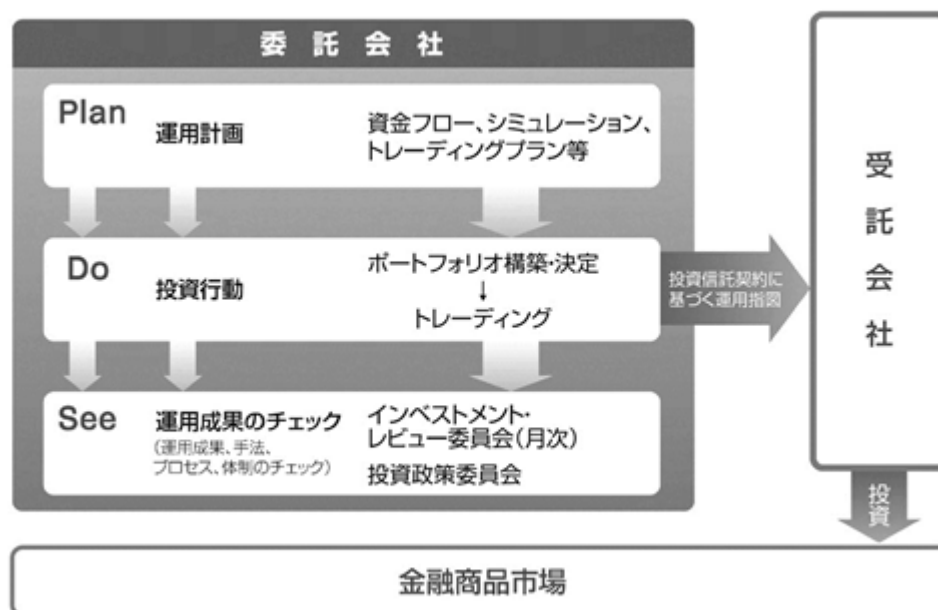 委託会社
Plan
運用計画
資金フロー、シミュレーション、
トレーディングプラン等
Do
投資行動
ポートフォリオ構築・決定
↓
トレーディング
投資信託契約に
基づく運用指図
See
運用成果のチェック
(運用成果、手法、
プロセス、体制のチェック)
インベストメント・
レビュー委員会(月次)
投資政策委員会
受託会社
投資
金融商品市場